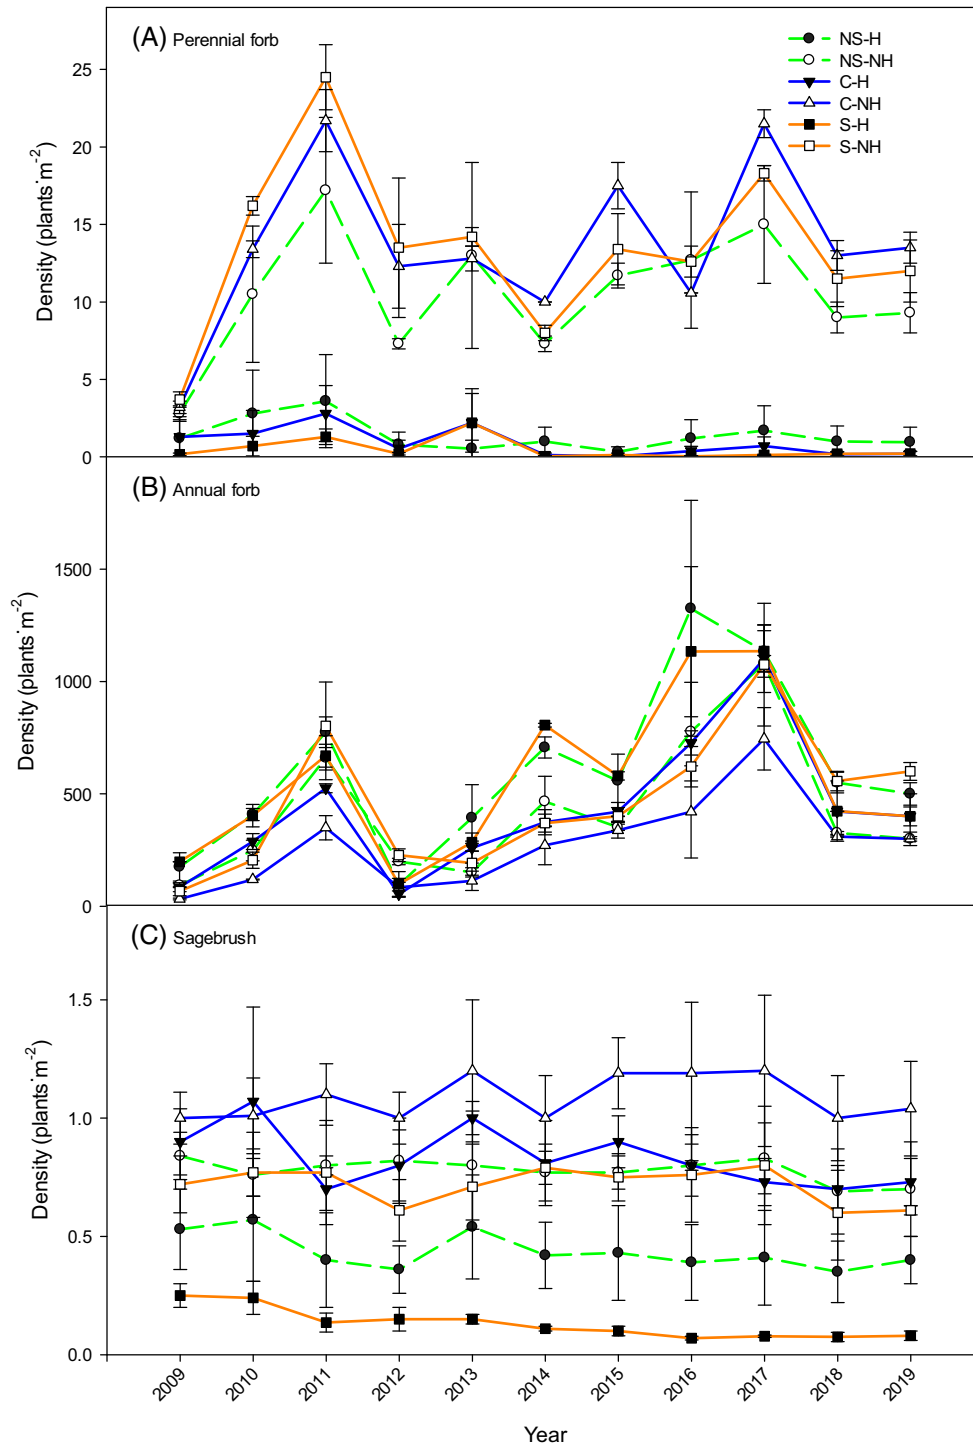 (A) Perennial forb
NS-H
NS-NH
C-H
C-NH
S-H
S-NH
25
20
15
10
5
0
Density (plants·m⁻²)
(B) Annual forb
1500
1000
500
0
Density (plants·m⁻²)
(C) Sagebrush
1.5
1.0
0.5
0.0
Density (plants·m⁻²)
2009 2010 2011 2012 2013 2014 2015 2016 2017 2018 2019
Year